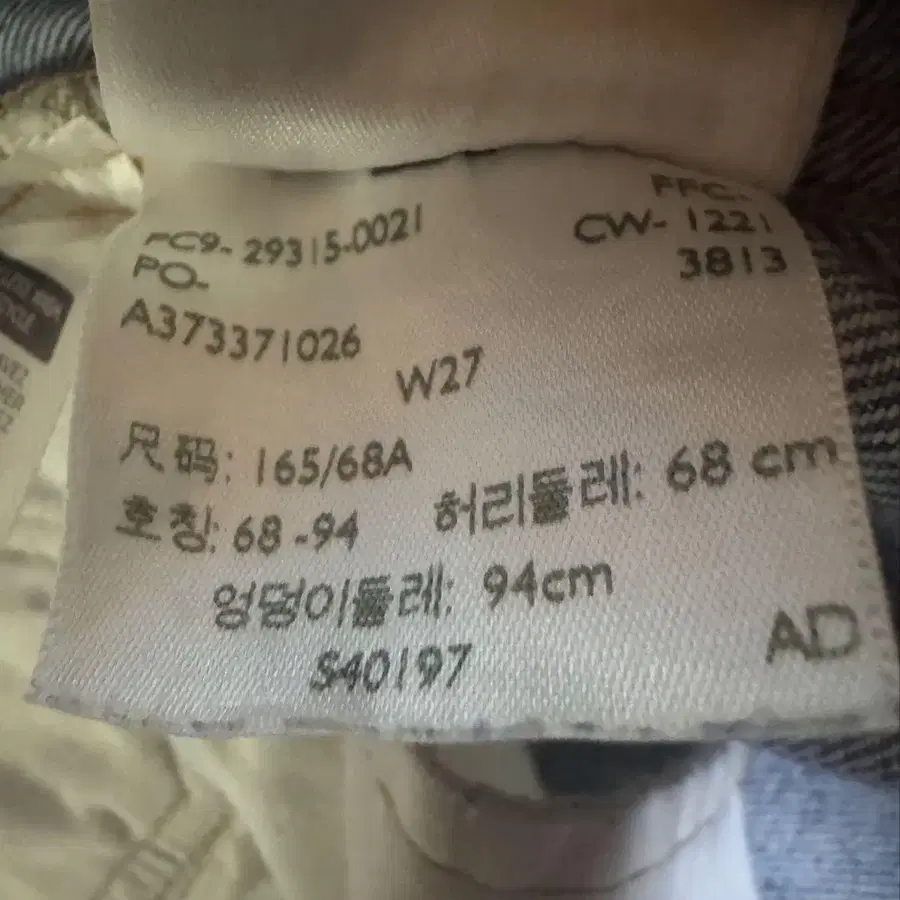 FC9-29315-0021
PO-
A373371026
CW-1221
3813
W27
尺码: 165/68A
호칭: 68-94 허리둘레: 68 cm
엉덩이둘레: 94cm
S40197
AD